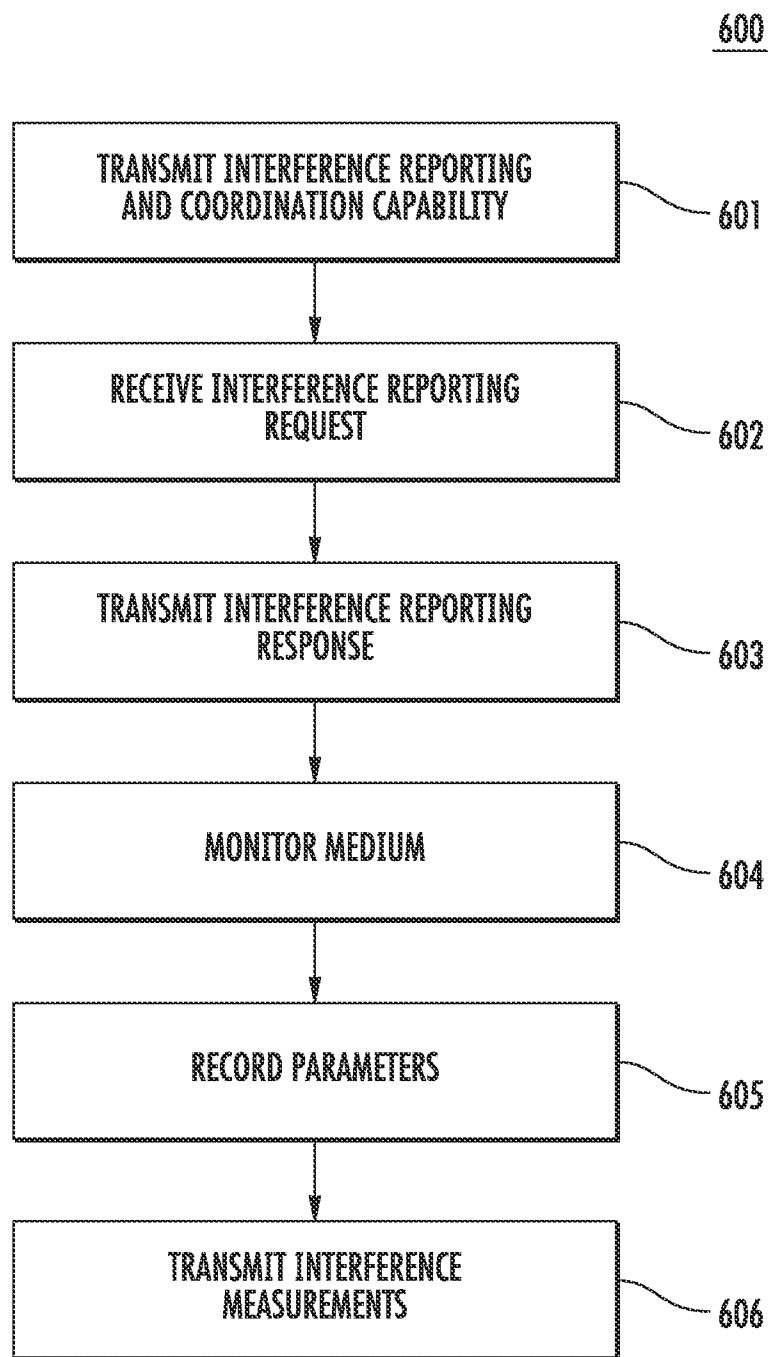 600
TRANSMIT INTERFERENCE REPORTING
AND COORDINATION CAPABILITY
601
RECEIVE INTERFERENCE REPORTING
REQUEST
602
TRANSMIT INTERFERENCE REPORTING
RESPONSE
603
MONITOR MEDIUM
604
RECORD PARAMETERS
605
TRANSMIT INTERFERENCE
MEASUREMENTS
606